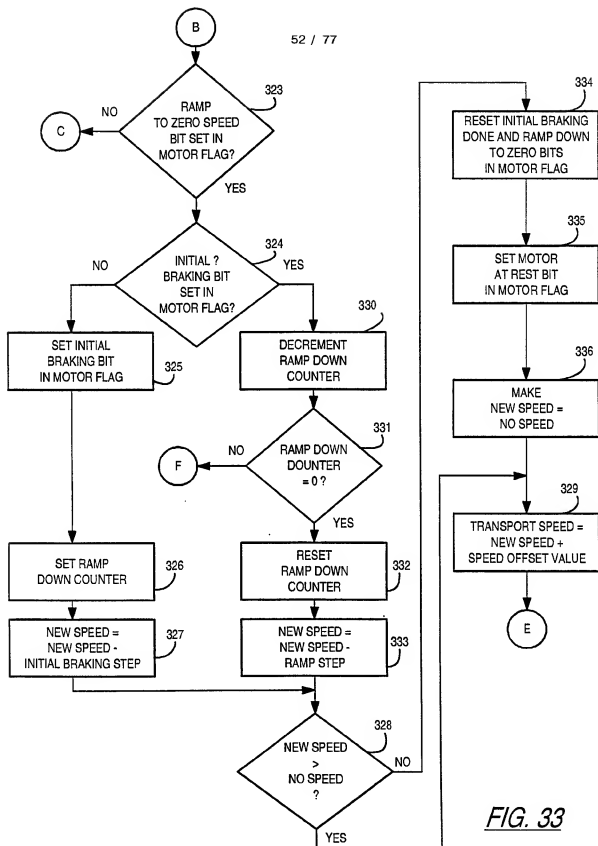 52 / 77
B
323
RAMP
TO ZERO SPEED
BIT SET IN
MOTOR FLAG?
NO
C
YES
324
INITIAL ?
BRAKING BIT
SET IN
MOTOR FLAG?
NO
YES
SET INITIAL
BRAKING BIT
IN MOTOR FLAG
325
330
DECREMENT
RAMP DOWN
COUNTER
331
RAMP DOWN
DOUNTER
= 0 ?
NO
F
YES
SET RAMP
DOWN COUNTER
326
RESET
RAMP DOWN
COUNTER
332
NEW SPEED =
NEW SPEED -
INITIAL BRAKING STEP
327
NEW SPEED =
NEW SPEED -
RAMP STEP
333
328
NEW SPEED
>
NO SPEED
?
NO
YES
334
RESET INITIAL BRAKING
DONE AND RAMP DOWN
TO ZERO BITS
IN MOTOR FLAG
335
SET MOTOR
AT REST BIT
IN MOTOR FLAG
336
MAKE
NEW SPEED =
NO SPEED
329
TRANSPORT SPEED =
NEW SPEED +
SPEED OFFSET VALUE
E
FIG. 33